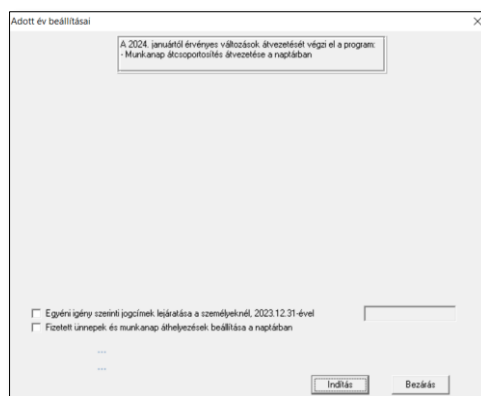 Adott év beállításai
A 2024. januártól érvényes változások átvezetését végzi el a program:
- Munkanap átcsoportosítás átvezetése a naptárban
Egyéni igény szerinti jogcímek lejáratása a személyeknél, 2023.12.31-ével
Fizetett ünnepek és munkanap áthelyezések beállítása a naptárban
...
...
Indítás
Bezárás